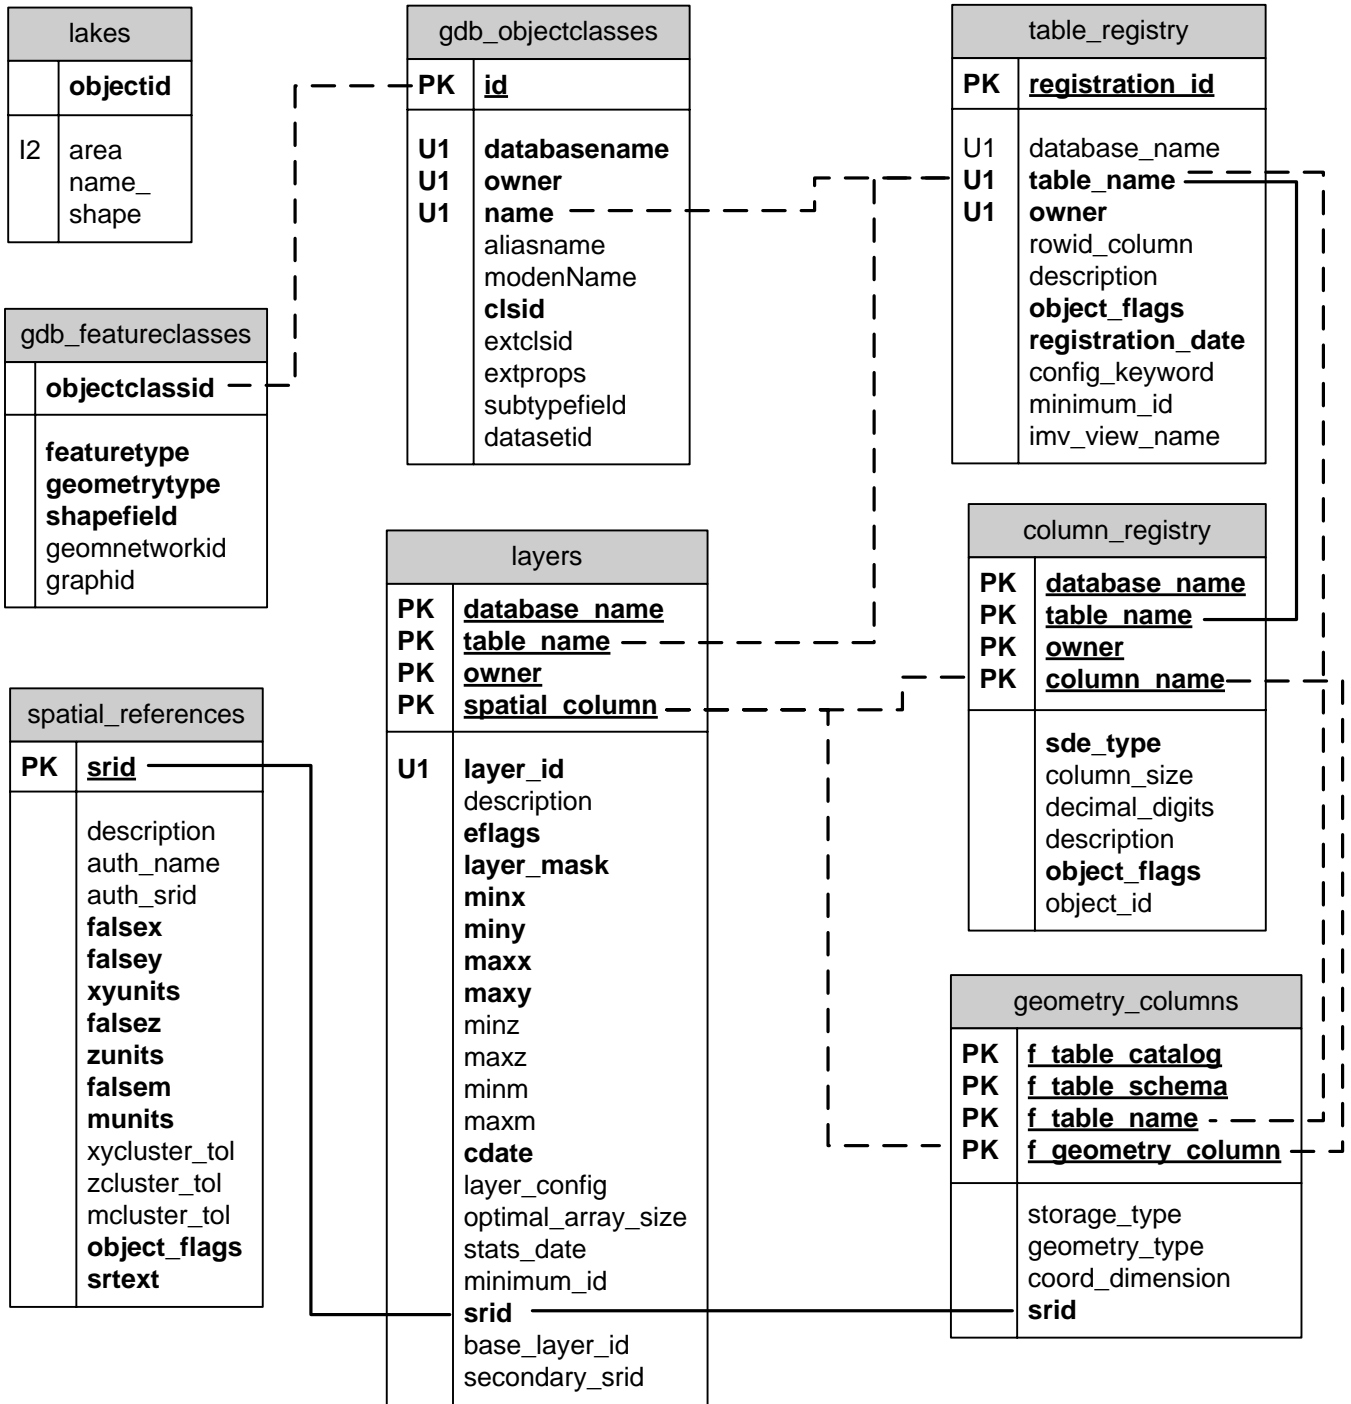 lakes
objectid
I2 area
name_
shape
gdb_objectclasses
PK id
U1 databasename
U1 owner
U1 name
aliasname
modenName
clsid
extclsid
extprops
subtypefield
datasetid
table_registry
PK registration_id
U1 database_name
U1 table_name
U1 owner
rowid_column
description
object_flags
registration_date
config_keyword
minimum_id
imv_view_name
gdb_featureclasses
objectclassid
featuretype
geometrytype
shapefield
geomnetworkid
graphid
layers
PK database_name
PK table_name
PK owner
PK spatial_column
U1 layer_id
description
eflags
layer_mask
minx
miny
maxx
maxy
minz
maxz
minm
maxm
cdate
layer_config
optimal_array_size
stats_date
minimum_id
srid
base_layer_id
secondary_srid
column_registry
PK database_name
PK table_name
PK owner
PK column_name
sde_type
column_size
decimal_digits
description
object_flags
object_id
spatial_references
PK srid
description
auth_name
auth_srid
falsex
falsey
xyunits
falsez
zunits
falsem
munits
xycluster_tol
zcluster_tol
mcluster_tol
object_flags
srtext
geometry_columns
PK f_table_catalog
PK f_table_schema
PK f_table_name
PK f_geometry_column
storage_type
geometry_type
coord_dimension
srid